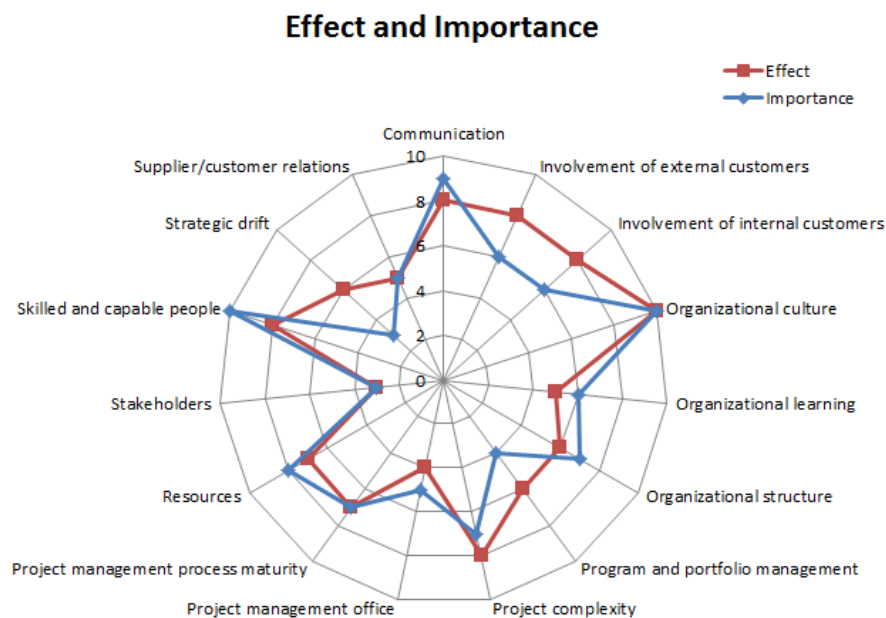 Effect and Importance
Effect
Importance
Communication
Supplier/customer relations
Involvement of external customers
Strategic drift
Involvement of internal customers
Skilled and capable people
Organizational culture
Stakeholders
Organizational learning
Resources
Organizational structure
Project management process maturity
Program and portfolio management
Project management office
Project complexity
10
8
6
4
2
0